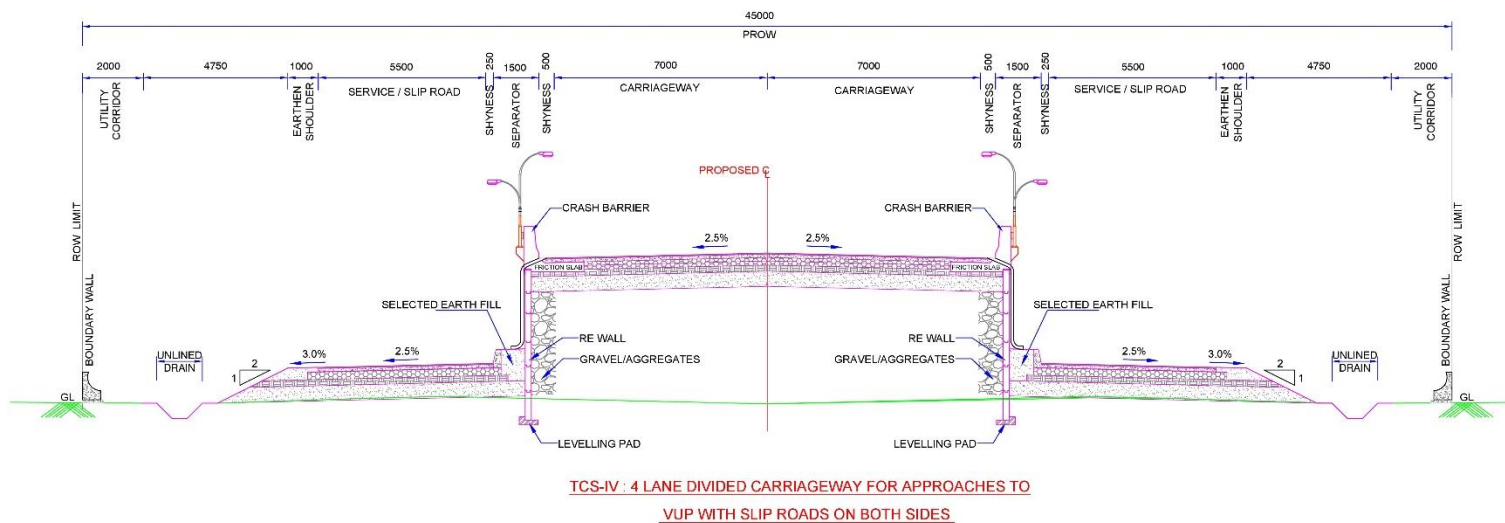 45000
PROW
2000
4750
1000
5500
250
1500
500
7000
7000
500
1500
250
5500
1000
4750
2000
UTILITY
CORRIDOR
EARTHEN
SHOULDER
SERVICE / SLIP ROAD
SHYNESS
SEPARATOR
SHYNESS
CARRIAGEWAY
CARRIAGEWAY
SHYNESS
SEPARATOR
SHYNESS
SERVICE / SLIP ROAD
EARTHEN
SHOULDER
UTILITY
CORRIDOR
PROPOSED ℄
ROW LIMIT
CRASH BARRIER
CRASH BARRIER
ROW LIMIT
2.5%
2.5%
FRICTION SLAB
FRICTION SLAB
BOUNDARY WALL
SELECTED EARTH FILL
SELECTED EARTH FILL
BOUNDARY WALL
RE WALL
RE WALL
UNLINED
DRAIN
3.0%
2.5%
GRAVEL/AGGREGATES
GRAVEL/AGGREGATES
2.5%
3.0%
UNLINED
DRAIN
2
1
2
1
GL
GL
LEVELLING PAD
LEVELLING PAD
TCS-IV : 4 LANE DIVIDED CARRIAGEWAY FOR APPROACHES TO
VUP WITH SLIP ROADS ON BOTH SIDES